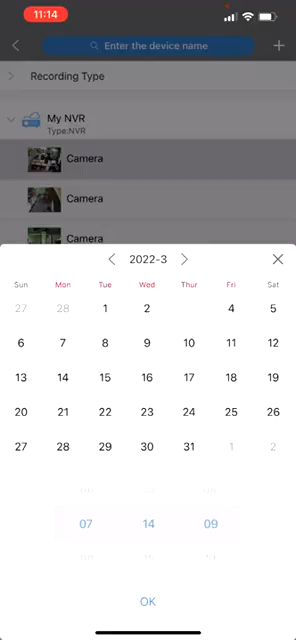 11:14
Enter the device name
Recording Type
My NVR
Type:NVR
Camera
Camera
Camera
2022-3
Sun Mon Tue Wed Thur Fri Sat
27 28 1 2 4 5
6 7 8 9 10 11 12
13 14 15 16 17 18 19
20 21 22 23 24 25 26
27 28 29 30 31 1 2
07 14 09
OK